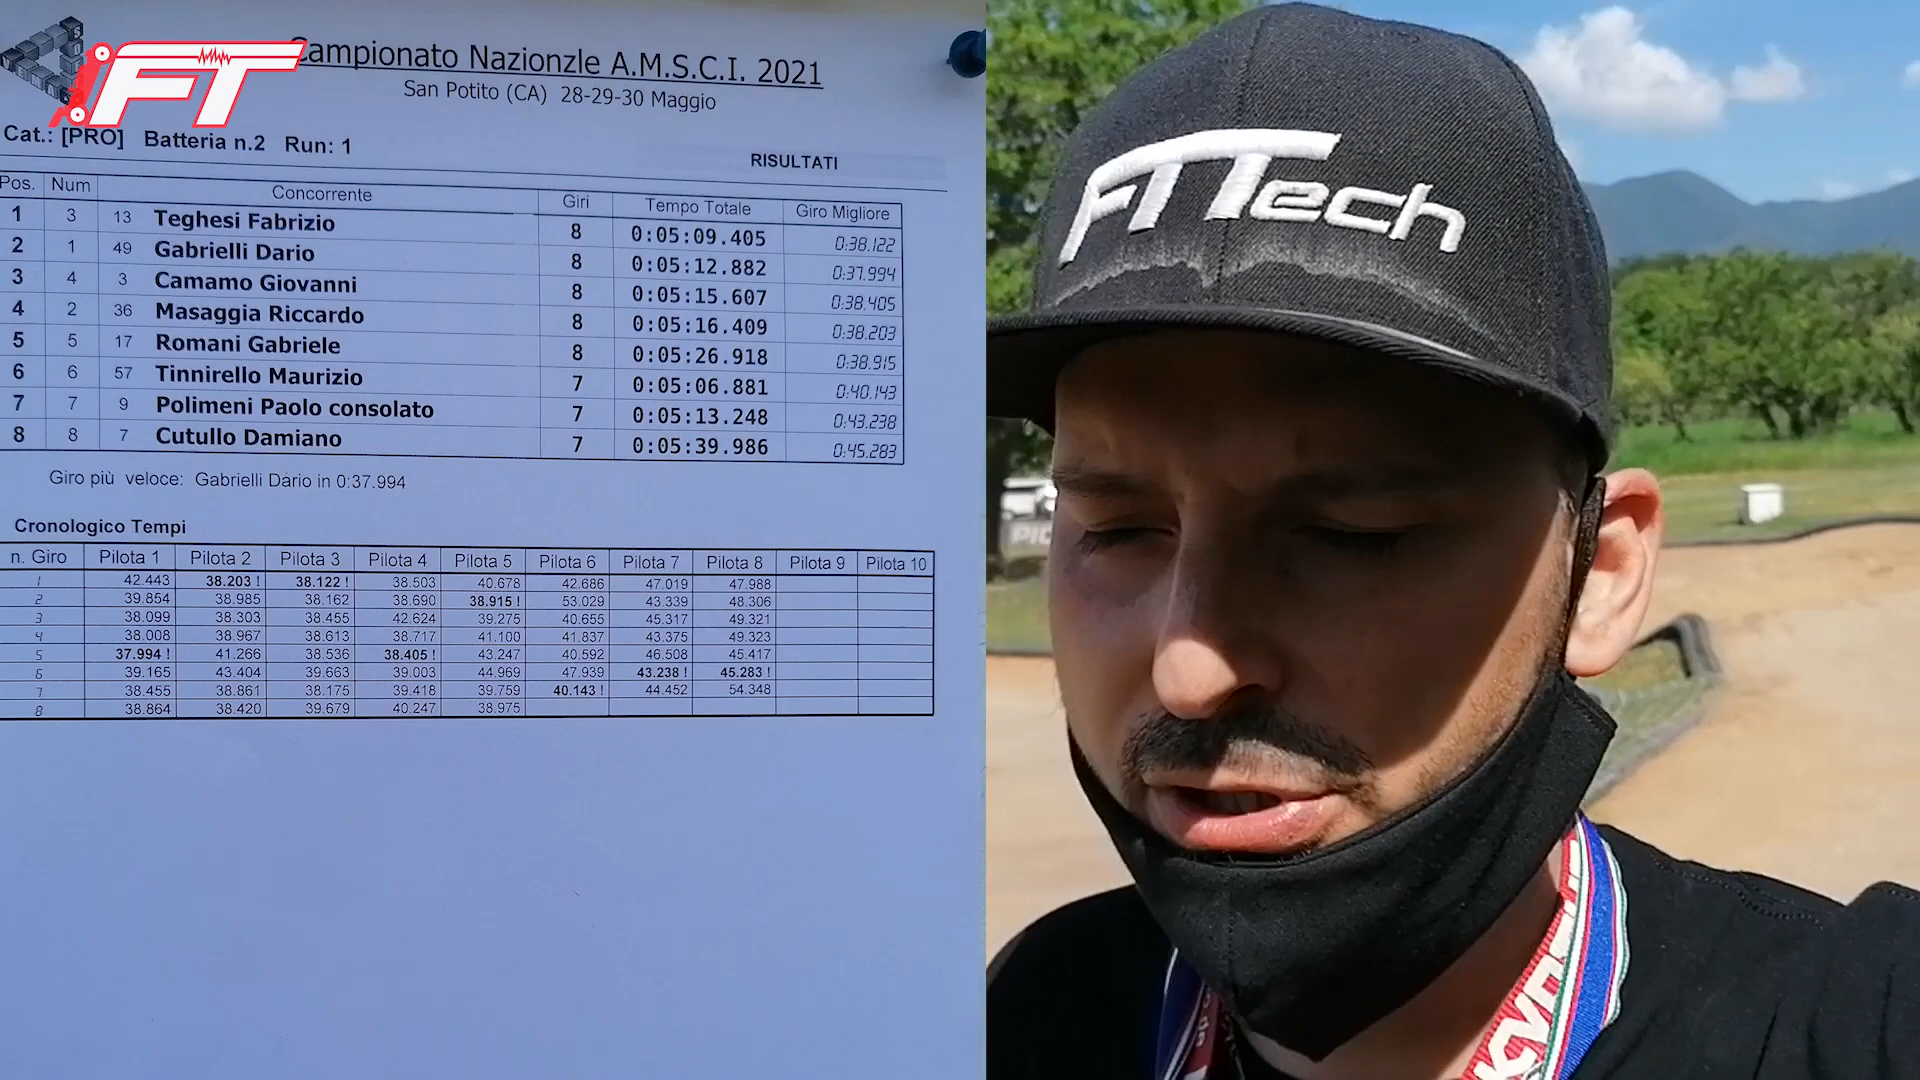 FT
Campionato Nazionzle A.M.S.C.I. 2021
San Potito (CA) 28-29-30 Maggio
Cat.: [PRO] Batteria n.2 Run: 1
RISULTATI
Pos. Num Concorrente Giri Tempo Totale Giro Migliore
1 3 13 Teghesi Fabrizio 8 0:05:09.405 0:38.122
2 1 49 Gabrielli Dario 8 0:05:12.882 0:37.994
3 4 3 Camamo Giovanni 8 0:05:15.607 0:38.405
4 2 36 Masaggia Riccardo 8 0:05:16.409 0:38.203
5 5 17 Romani Gabriele 8 0:05:26.918 0:38.915
6 6 57 Tinnirello Maurizio 7 0:05:06.881 0:40.143
7 7 9 Polimeni Paolo consolato 7 0:05:13.248 0:43.238
8 8 7 Cutullo Damiano 7 0:05:39.986 0:45.283
Giro più veloce: Gabrielli Dario in 0:37.994
Cronologico Tempi
n. Giro Pilota 1 Pilota 2 Pilota 3 Pilota 4 Pilota 5 Pilota 6 Pilota 7 Pilota 8 Pilota 9 Pilota 10
1 42.443 38.203 ! 38.122 ! 38.503 40.678 42.686 47.019 47.988
2 39.854 38.985 38.162 38.690 38.915 ! 53.029 43.339 48.306
3 38.099 38.303 38.455 42.624 39.275 40.655 45.317 49.321
4 38.008 38.967 38.613 38.717 41.100 41.837 43.375 49.323
5 37.994 ! 41.266 38.536 38.405 ! 43.247 40.592 46.508 45.417
6 39.165 43.404 39.663 39.003 44.969 47.939 43.238 ! 45.283 !
7 38.455 38.861 38.175 39.418 39.759 40.143 ! 44.452 54.348
8 38.864 38.420 39.679 40.247 38.975
FTTech